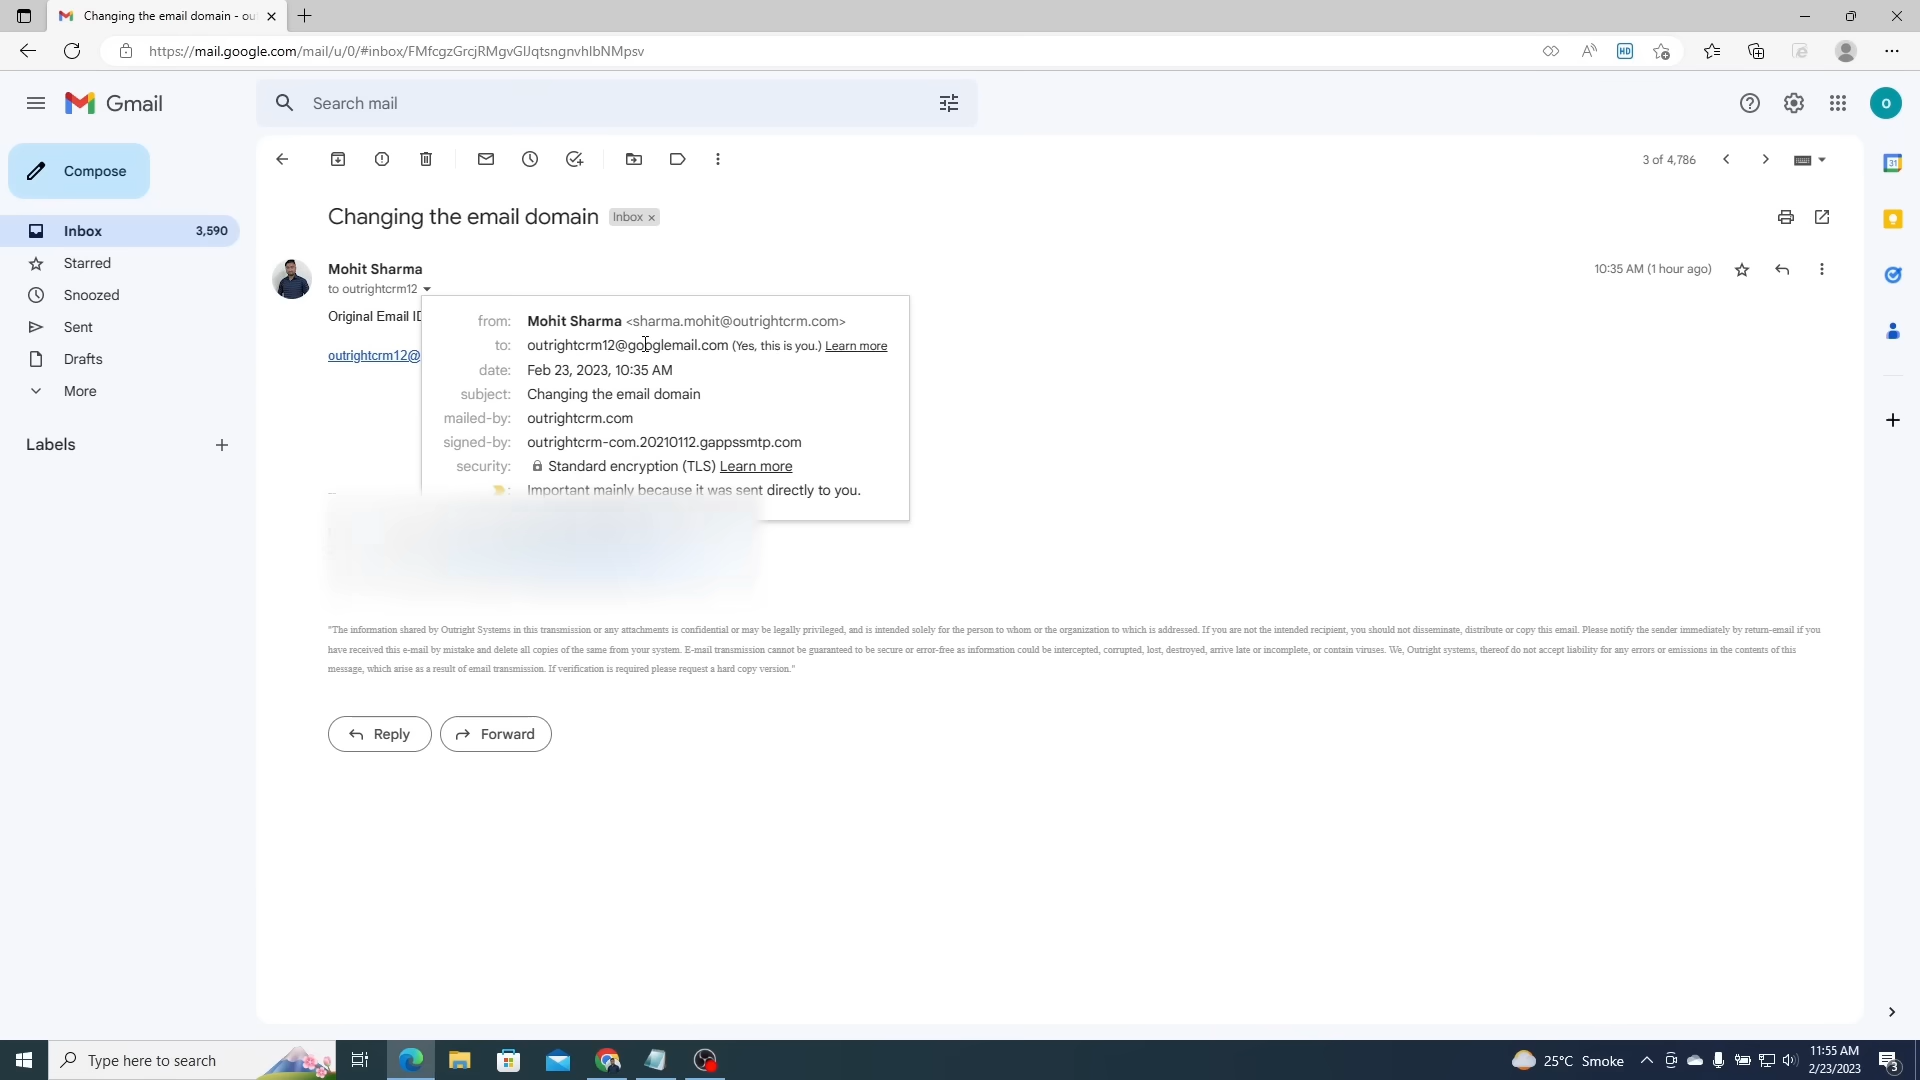 Changing the email domain - ou
https://mail.google.com/mail/u/0/#inbox/FMfcgzGrcjRMgvGlJqtsngnvhlbNMpsv
HD
Gmail
Search mail
O
Compose
3 of 4,786
31
Changing the email domain
Inbox x
Inbox 3,590
Starred
Snoozed
Sent
Drafts
More
Labels
Mohit Sharma
10:35 AM (1 hour ago)
to outrightcrm12
Original Email ID
outrightcrm12@
from: Mohit Sharma <sharma.mohit@outrightcrm.com>
to: outrightcrm12@googlemail.com (Yes, this is you.) Learn more
date: Feb 23, 2023, 10:35 AM
subject: Changing the email domain
mailed-by: outrightcrm.com
signed-by: outrightcrm-com.20210112.gappssmtp.com
security: Standard encryption (TLS) Learn more
: Important mainly because it was sent directly to you.
"The information shared by Outright Systems in this transmission or any attachments is confidential or may be legally privileged, and is intended solely for the person to whom or the organization to which is addressed. If you are not the intended recipient, you should not disseminate, distribute or copy this email. Please notify the sender immediately by return-email if you
have received this e-mail by mistake and delete all copies of the same from your system. E-mail transmission cannot be guaranteed to be secure or error-free as information could be intercepted, corrupted, lost, destroyed, arrive late or incomplete, or contain viruses. We, Outright systems, thereof do not accept liability for any errors or emissions in the contents of this
message, which arise as a result of email transmission. If verification is required please request a hard copy version."
Reply
Forward
Type here to search
25°C Smoke
11:55 AM
2/23/2023
3